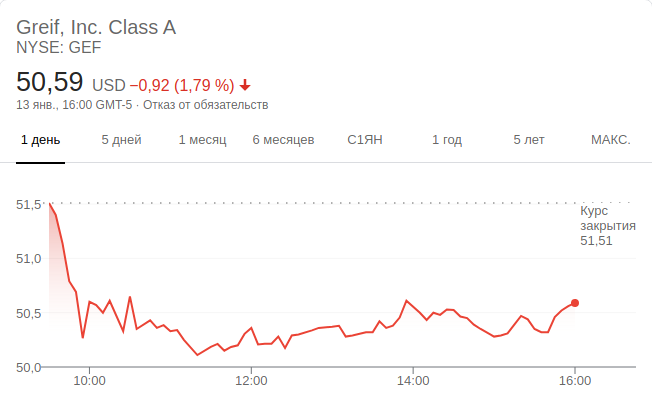 Greif, Inc. Class A
NYSE: GEF
50,59 USD −0,92 (1,79 %)
13 янв., 16:00 GMT-5 · Отказ от обязательств
1 день 5 дней 1 месяц 6 месяцев С1ЯН 1 год 5 лет МАКС.
51,5
Курс
закрытия
51,51
51,0
50,5
50,0
10:00 12:00 14:00 16:00